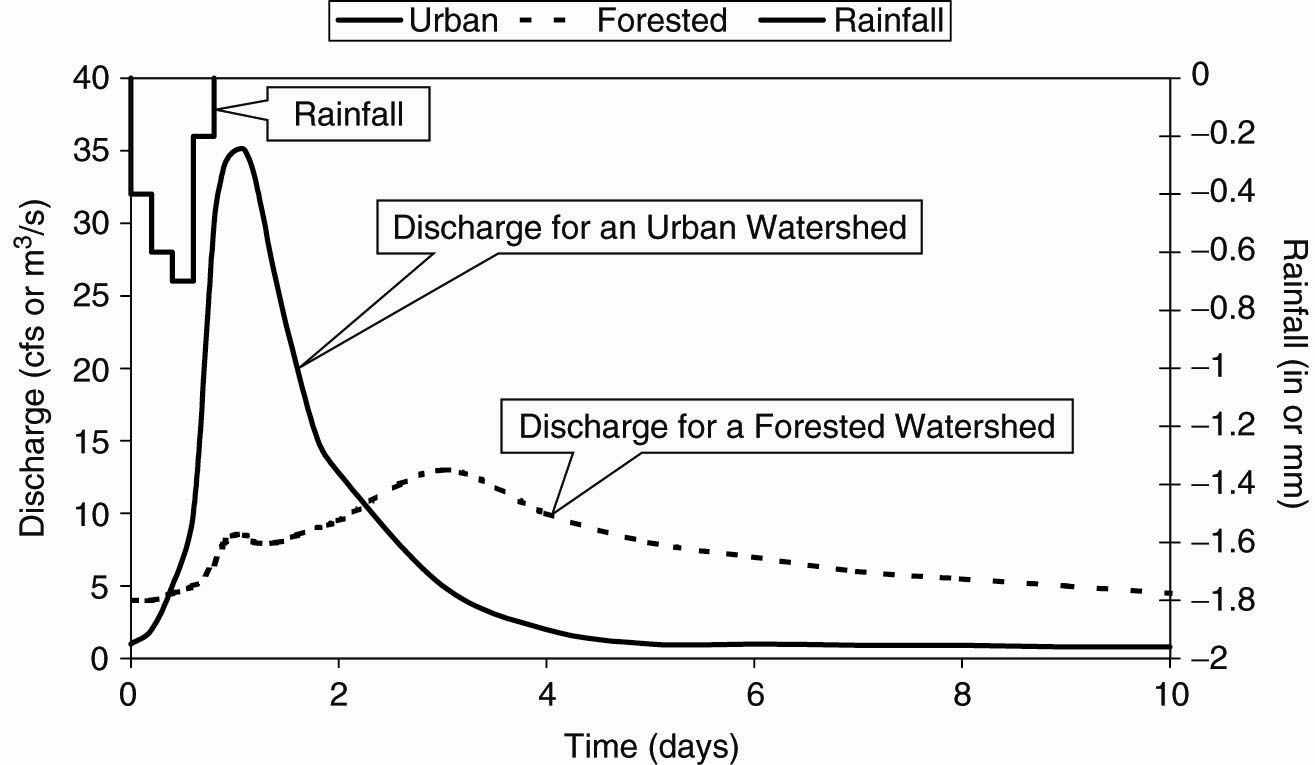 Urban Forested Rainfall
40
35
30
25
20
15
10
5
0
Discharge (cfs or m³/s)
Rainfall
Discharge for an Urban Watershed
Discharge for a Forested Watershed
0
−0.2
−0.4
−0.6
−0.8
−1
−1.2
−1.4
−1.6
−1.8
−2
Rainfall (in or mm)
0 2 4 6 8 10
Time (days)